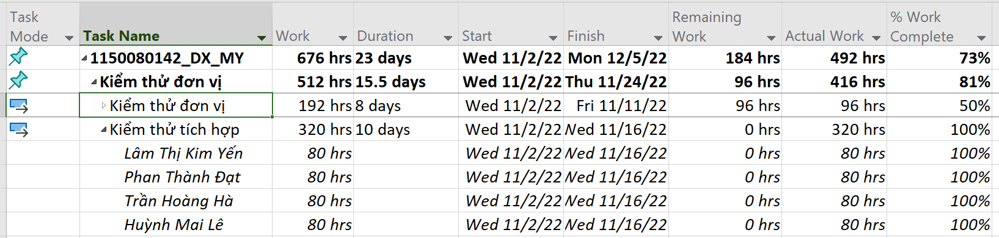 Task Mode Task Name Work Duration Start Finish Remaining Work Actual Work % Work Complete
1150080142_DX_MY 676 hrs 23 days Wed 11/2/22 Mon 12/5/22 184 hrs 492 hrs 73%
Kiểm thử đơn vị 512 hrs 15.5 days Wed 11/2/22 Thu 11/24/22 96 hrs 416 hrs 81%
Kiểm thử đơn vị 192 hrs 8 days Wed 11/2/22 Fri 11/11/22 96 hrs 96 hrs 50%
Kiểm thử tích hợp 320 hrs 10 days Wed 11/2/22 Wed 11/16/22 0 hrs 320 hrs 100%
Lâm Thị Kim Yến 80 hrs Wed 11/2/22 Wed 11/16/22 0 hrs 80 hrs 100%
Phan Thành Đạt 80 hrs Wed 11/2/22 Wed 11/16/22 0 hrs 80 hrs 100%
Trần Hoàng Hà 80 hrs Wed 11/2/22 Wed 11/16/22 0 hrs 80 hrs 100%
Huỳnh Mai Lê 80 hrs Wed 11/2/22 Wed 11/16/22 0 hrs 80 hrs 100%